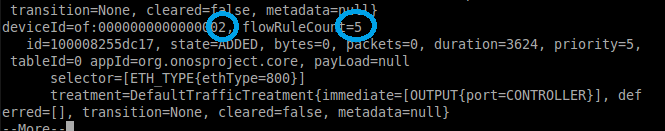 transition=None, cleared=false, metadata=null}
deviceId=of:0000000000000002, flowRuleCount=5
id=100008255dc17, state=ADDED, bytes=0, packets=0, duration=3624, priority=5,
tableId=0 appId=org.onosproject.core, payLoad=null
selector=[ETH_TYPE{ethType=800}]
treatment=DefaultTrafficTreatment{immediate=[OUTPUT{port=CONTROLLER}], def
erred=[], transition=None, cleared=false, metadata=null}
--More--